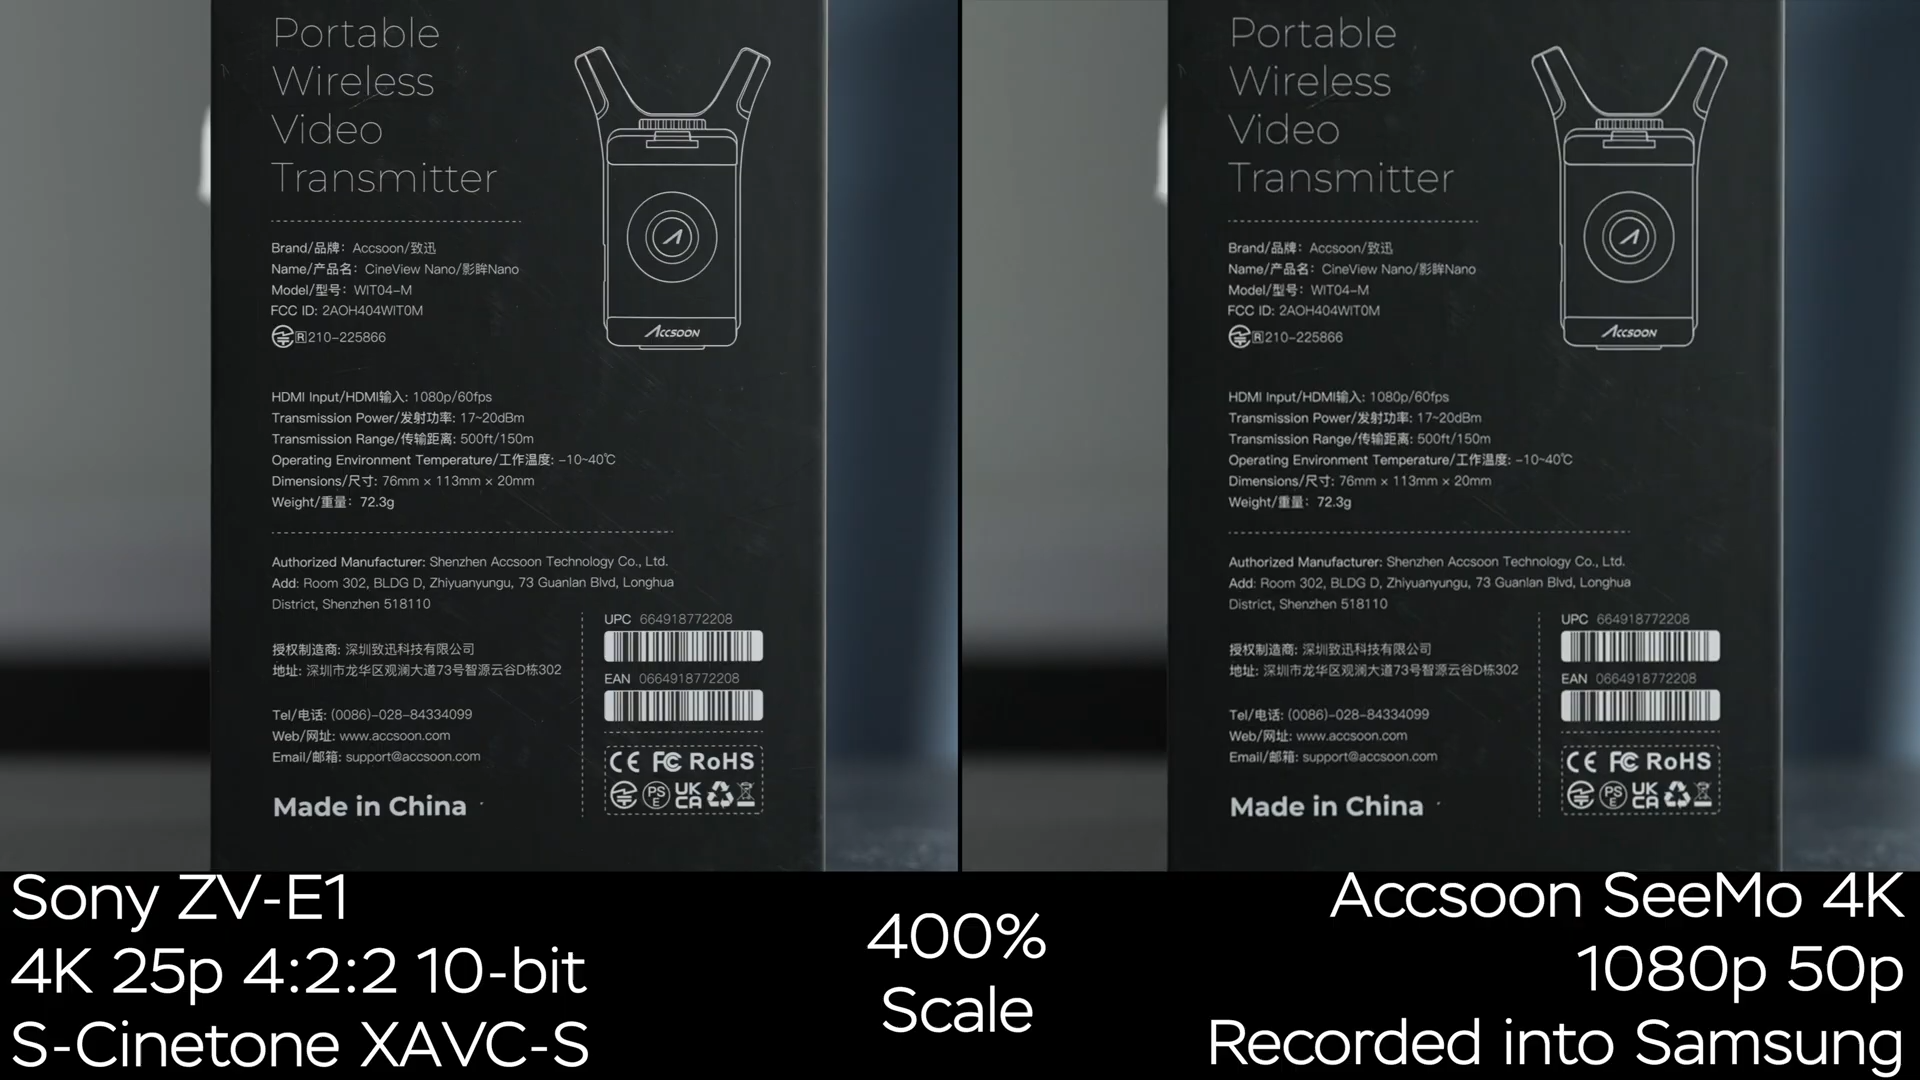 Portable
Wireless
Video
Transmitter
Brand/品牌：Accsoon/致迅
Name/产品名：CineView Nano/影眸Nano
Model/型号：WIT04-M
FCC ID: 2AOH404WIT0M
R 210-225866
ACCSOON
HDMI Input/HDMI输入: 1080p/60fps
Transmission Power/发射功率: 17~20dBm
Transmission Range/传输距离: 500ft/150m
Operating Environment Temperature/工作温度: -10~40℃
Dimensions/尺寸: 76mm × 113mm × 20mm
Weight/重量：72.3g
Authorized Manufacturer: Shenzhen Accsoon Technology Co., Ltd.
Add: Room 302, BLDG D, Zhiyuanyungu, 73 Guanlan Blvd, Longhua
District, Shenzhen 518110
授权制造商: 深圳致迅科技有限公司
地址: 深圳市龙华区观澜大道73号智源云谷D栋302
Tel/电话: (0086)-028-84334099
Web/网址: www.accsoon.com
Email/邮箱: support@accsoon.com
Made in China
UPC 664918772208
EAN 0664918772208
CE FC RoHS
PSE UKCA
Portable
Wireless
Video
Transmitter
Brand/品牌：Accsoon/致迅
Name/产品名：CineView Nano/影眸Nano
Model/型号：WIT04-M
FCC ID: 2AOH404WIT0M
R 210-225866
ACCSOON
HDMI Input/HDMI输入: 1080p/60fps
Transmission Power/发射功率: 17~20dBm
Transmission Range/传输距离: 500ft/150m
Operating Environment Temperature/工作温度: -10~40℃
Dimensions/尺寸: 76mm × 113mm × 20mm
Weight/重量：72.3g
Authorized Manufacturer: Shenzhen Accsoon Technology Co., Ltd.
Add: Room 302, BLDG D, Zhiyuanyungu, 73 Guanlan Blvd, Longhua
District, Shenzhen 518110
授权制造商: 深圳致迅科技有限公司
地址: 深圳市龙华区观澜大道73号智源云谷D栋302
Tel/电话: (0086)-028-84334099
Web/网址: www.accsoon.com
Email/邮箱: support@accsoon.com
Made in China
UPC 664918772208
EAN 0664918772208
CE FC RoHS
PSE UKCA
Sony ZV-E1
4K 25p 4:2:2 10-bit
S-Cinetone XAVC-S
400%
Scale
Accsoon SeeMo 4K
1080p 50p
Recorded into Samsung